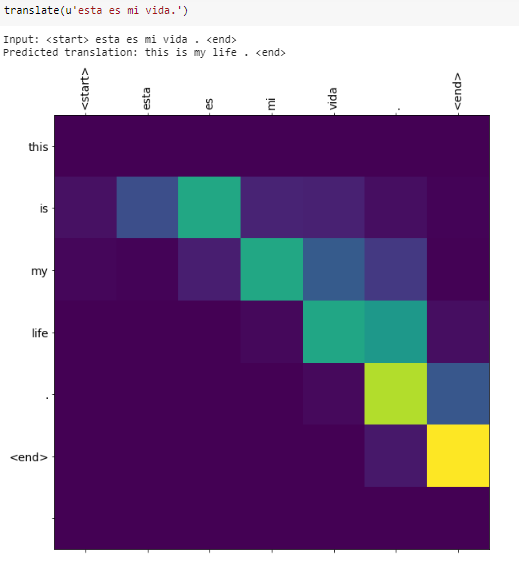 translate(u'esta es mi vida.')
Input: <start> esta es mi vida . <end>
Predicted translation: this is my life . <end>
<start> esta es mi vida . <end>
this
is
my
life
.
<end>